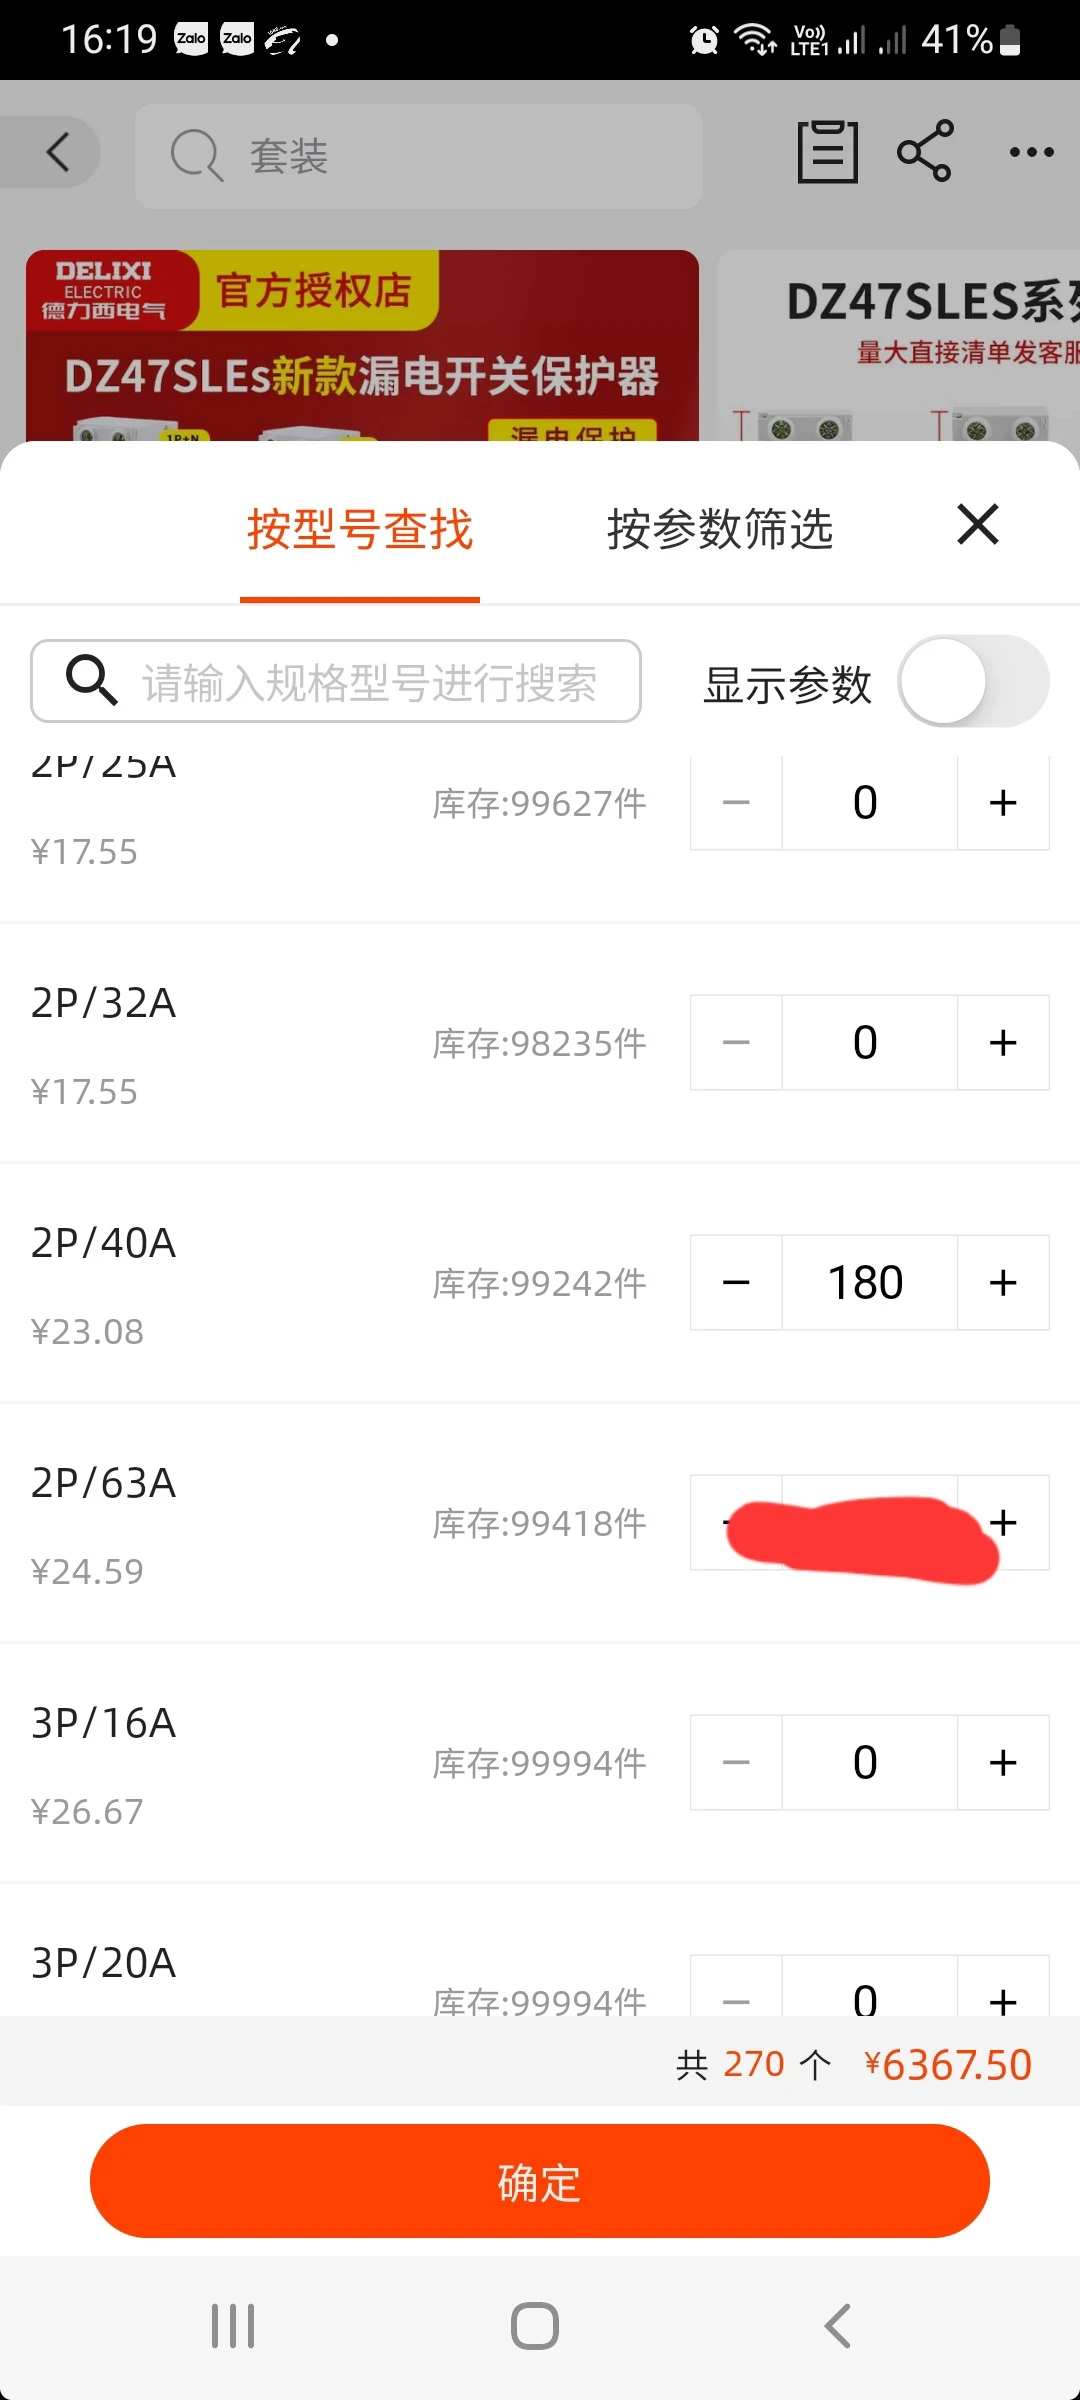 16:19
Zalo
Zalo
Vo))
LTE1
41%
套装
DELIXI
ELECTRIC
德力西电气
官方授权店
DZ47SLEs新款漏电开关保护器
1P+N
漏电保护
DZ47SLES系列
量大直接清单发客服
按型号查找
按参数筛选
请输入规格型号进行搜索
显示参数
2P/25A
库存:99627件
0
¥17.55
2P/32A
库存:98235件
0
¥17.55
2P/40A
库存:99242件
180
¥23.08
2P/63A
库存:99418件
¥24.59
3P/16A
库存:99994件
0
¥26.67
3P/20A
库存:99994件
0
共 270 个 ¥6367.50
确定